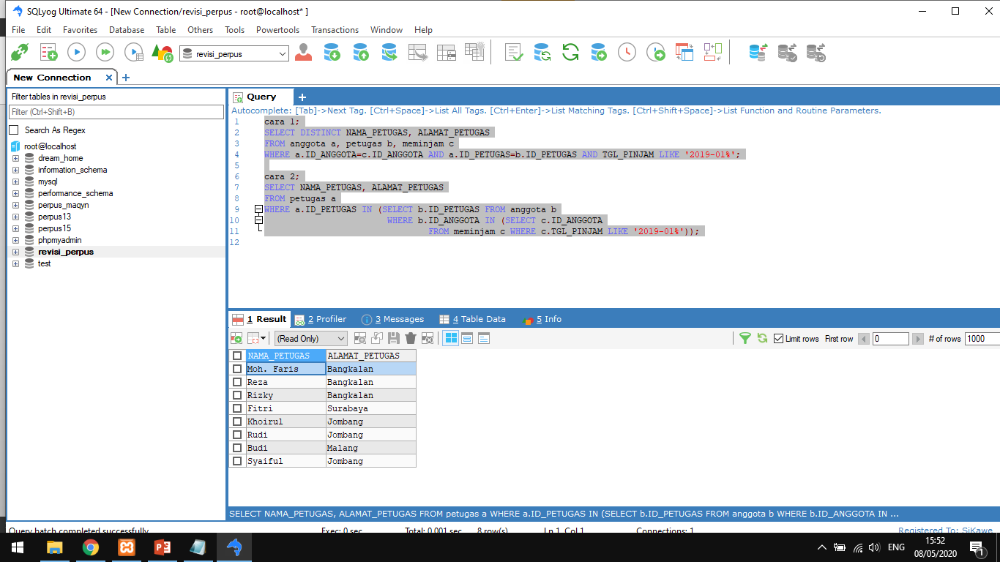 SQLyog Ultimate 64 - [New Connection/revisi_perpus - root@localhost* ]
File Edit Favorites Database Table Others Tools Powertools Transactions Window Help
revisi_perpus
New Connection
Filter tables in revisi_perpus
Filter (Ctrl+Shift+B)
Search As Regex
root@localhost
dream_home
information_schema
mysql
performance_schema
perpus_maqyn
perpus13
perpus15
phpmyadmin
revisi_perpus
test
Query
Autocomplete: [Tab]->Next Tag. [Ctrl+Space]->List All Tags. [Ctrl+Enter]->List Matching Tags. [Ctrl+Shift+Space]->List Function and Routine Parameters.
1 cara 1;
2 SELECT DISTINCT NAMA_PETUGAS, ALAMAT_PETUGAS
3 FROM anggota a, petugas b, meminjam c
4 WHERE a.ID_ANGGOTA=c.ID_ANGGOTA AND a.ID_PETUGAS=b.ID_PETUGAS AND TGL_PINJAM LIKE '2019-01%';
5
6 cara 2;
7 SELECT NAMA_PETUGAS, ALAMAT_PETUGAS
8 FROM petugas a
9 WHERE a.ID_PETUGAS IN (SELECT b.ID_PETUGAS FROM anggota b
10 WHERE b.ID_ANGGOTA IN (SELECT c.ID_ANGGOTA
11 FROM meminjam c WHERE c.TGL_PINJAM LIKE '2019-01%'));
12
1 Result 2 Profiler 3 Messages 4 Table Data 5 Info
(Read Only) Limit rows First row 0 # of rows 1000
NAMA_PETUGAS ALAMAT_PETUGAS
Moh. Faris Bangkalan
Reza Bangkalan
Rizky Bangkalan
Fitri Surabaya
Khoirul Jombang
Rudi Jombang
Budi Malang
Syaiful Jombang
SELECT NAMA_PETUGAS, ALAMAT_PETUGAS FROM petugas a WHERE a.ID_PETUGAS IN (SELECT b.ID_PETUGAS FROM anggota b WHERE b.ID_ANGGOTA IN ...
Query batch completed successfully Exec: 0 sec Total: 0.001 sec 8 row(s) Ln 1, Col 1 Connections: 1 Registered To: SiKawe
ENG
15:52
08/05/2020
1